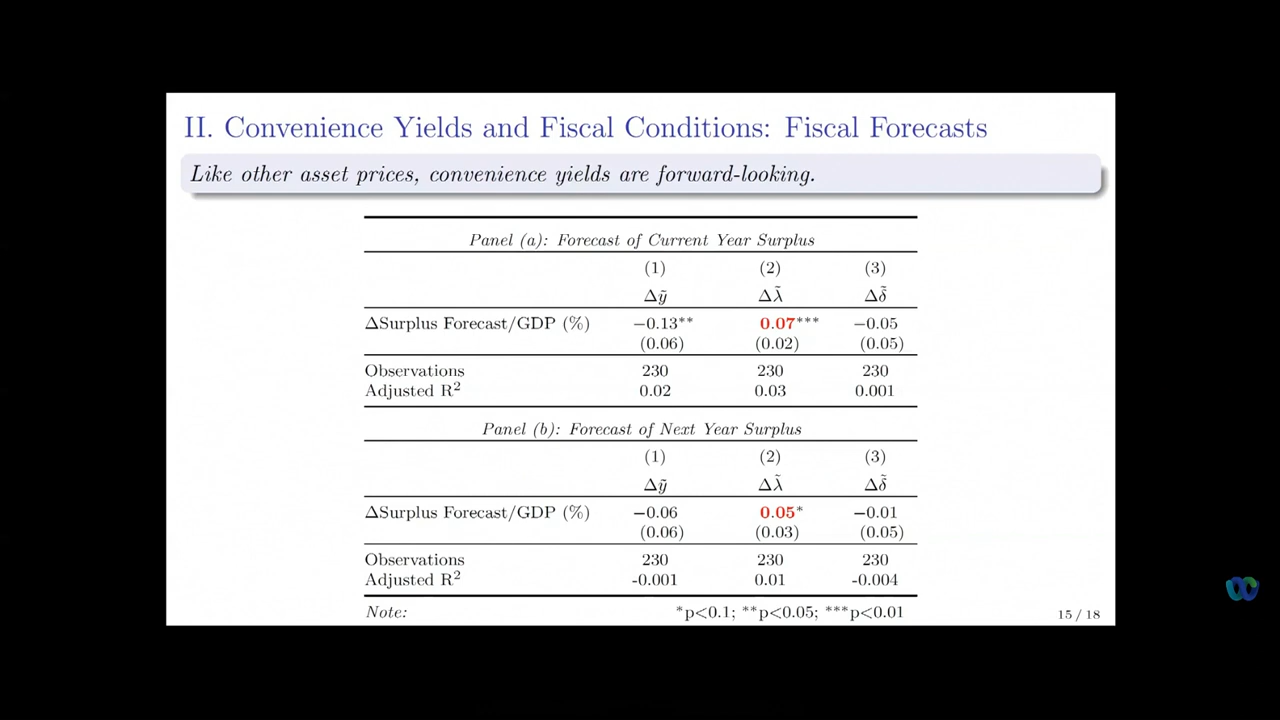 II. Convenience Yields and Fiscal Conditions: Fiscal Forecasts
Like other asset prices, convenience yields are forward-looking.
Panel (a): Forecast of Current Year Surplus
(1) (2) (3)
Δỹ Δλ̃ Δδ̃
ΔSurplus Forecast/GDP (%) −0.13** 0.07*** −0.05
(0.06) (0.02) (0.05)
Observations 230 230 230
Adjusted R² 0.02 0.03 0.001
Panel (b): Forecast of Next Year Surplus
(1) (2) (3)
Δỹ Δλ̃ Δδ̃
ΔSurplus Forecast/GDP (%) −0.06 0.05* −0.01
(0.06) (0.03) (0.05)
Observations 230 230 230
Adjusted R² -0.001 0.01 -0.004
Note: *p<0.1; **p<0.05; ***p<0.01
15 / 18